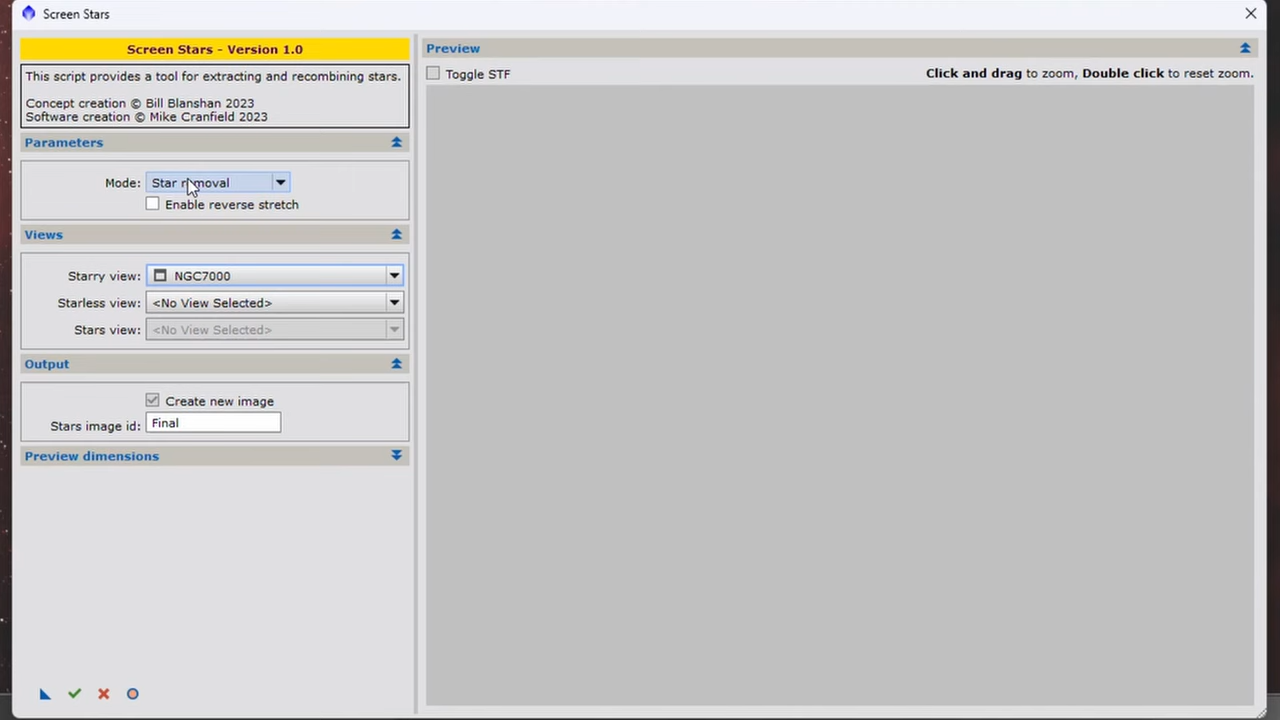 Screen Stars
Screen Stars - Version 1.0
This script provides a tool for extracting and recombining stars.
Concept creation © Bill Blanshan 2023
Software creation © Mike Cranfield 2023
Parameters
Mode: Star removal
Enable reverse stretch
Views
Starry view: NGC7000
Starless view: <No View Selected>
Stars view: <No View Selected>
Output
Create new image
Stars image id: Final
Preview dimensions
Preview
Toggle STF
Click and drag to zoom, Double click to reset zoom.